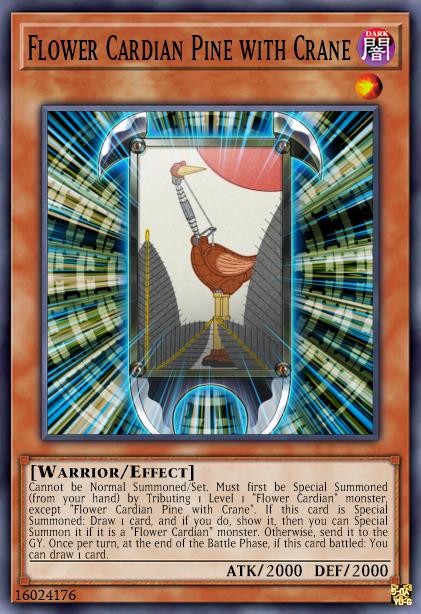 FLOWER CARDIAN PINE WITH CRANE
DARK
闇
[WARRIOR/EFFECT]
Cannot be Normal Summoned/Set. Must first be Special Summoned
(from your hand) by Tributing 1 Level 1 "Flower Cardian" monster,
except "Flower Cardian Pine with Crane". If this card is Special
Summoned: Draw 1 card, and if you do, show it, then you can Special
Summon it if it is a "Flower Cardian" monster. Otherwise, send it to the
GY. Once per turn, at the end of the Battle Phase, if this card battled: You
can draw 1 card.
ATK/2000 DEF/2000
16024176